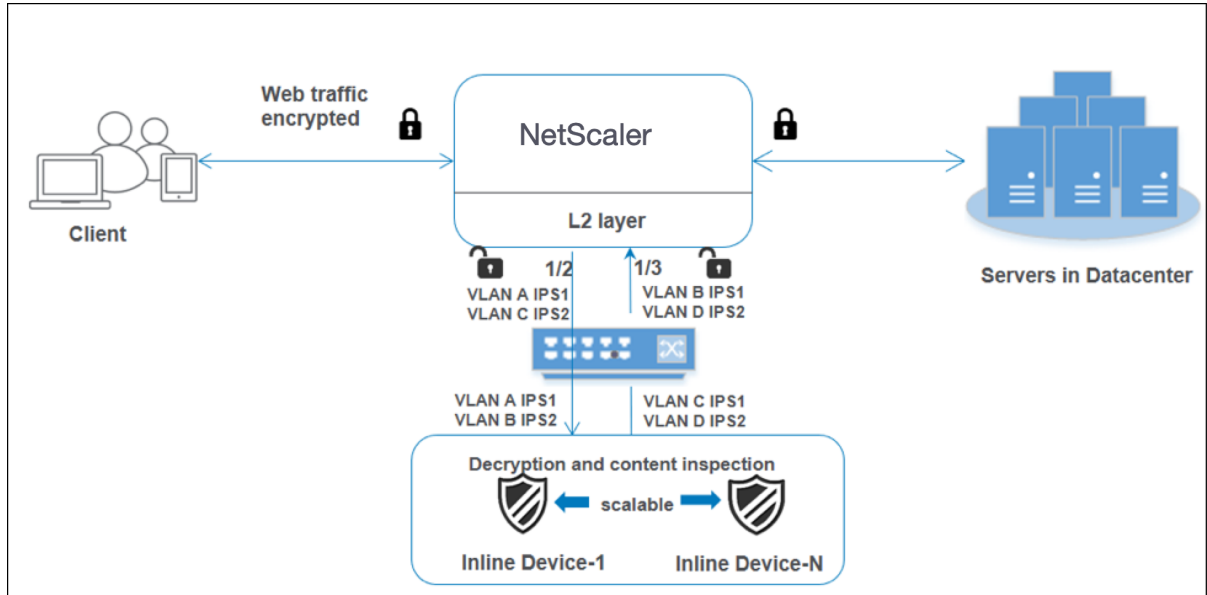 Web traffic
encrypted
NetScaler
L2 layer
Client
Servers in Datacenter
1/2
1/3
VLAN A IPS1
VLAN C IPS2
VLAN B IPS1
VLAN D IPS2
VLAN A IPS1
VLAN B IPS2
VLAN C IPS1
VLAN D IPS2
Decryption and content inspection
scalable
Inline Device-1
Inline Device-N